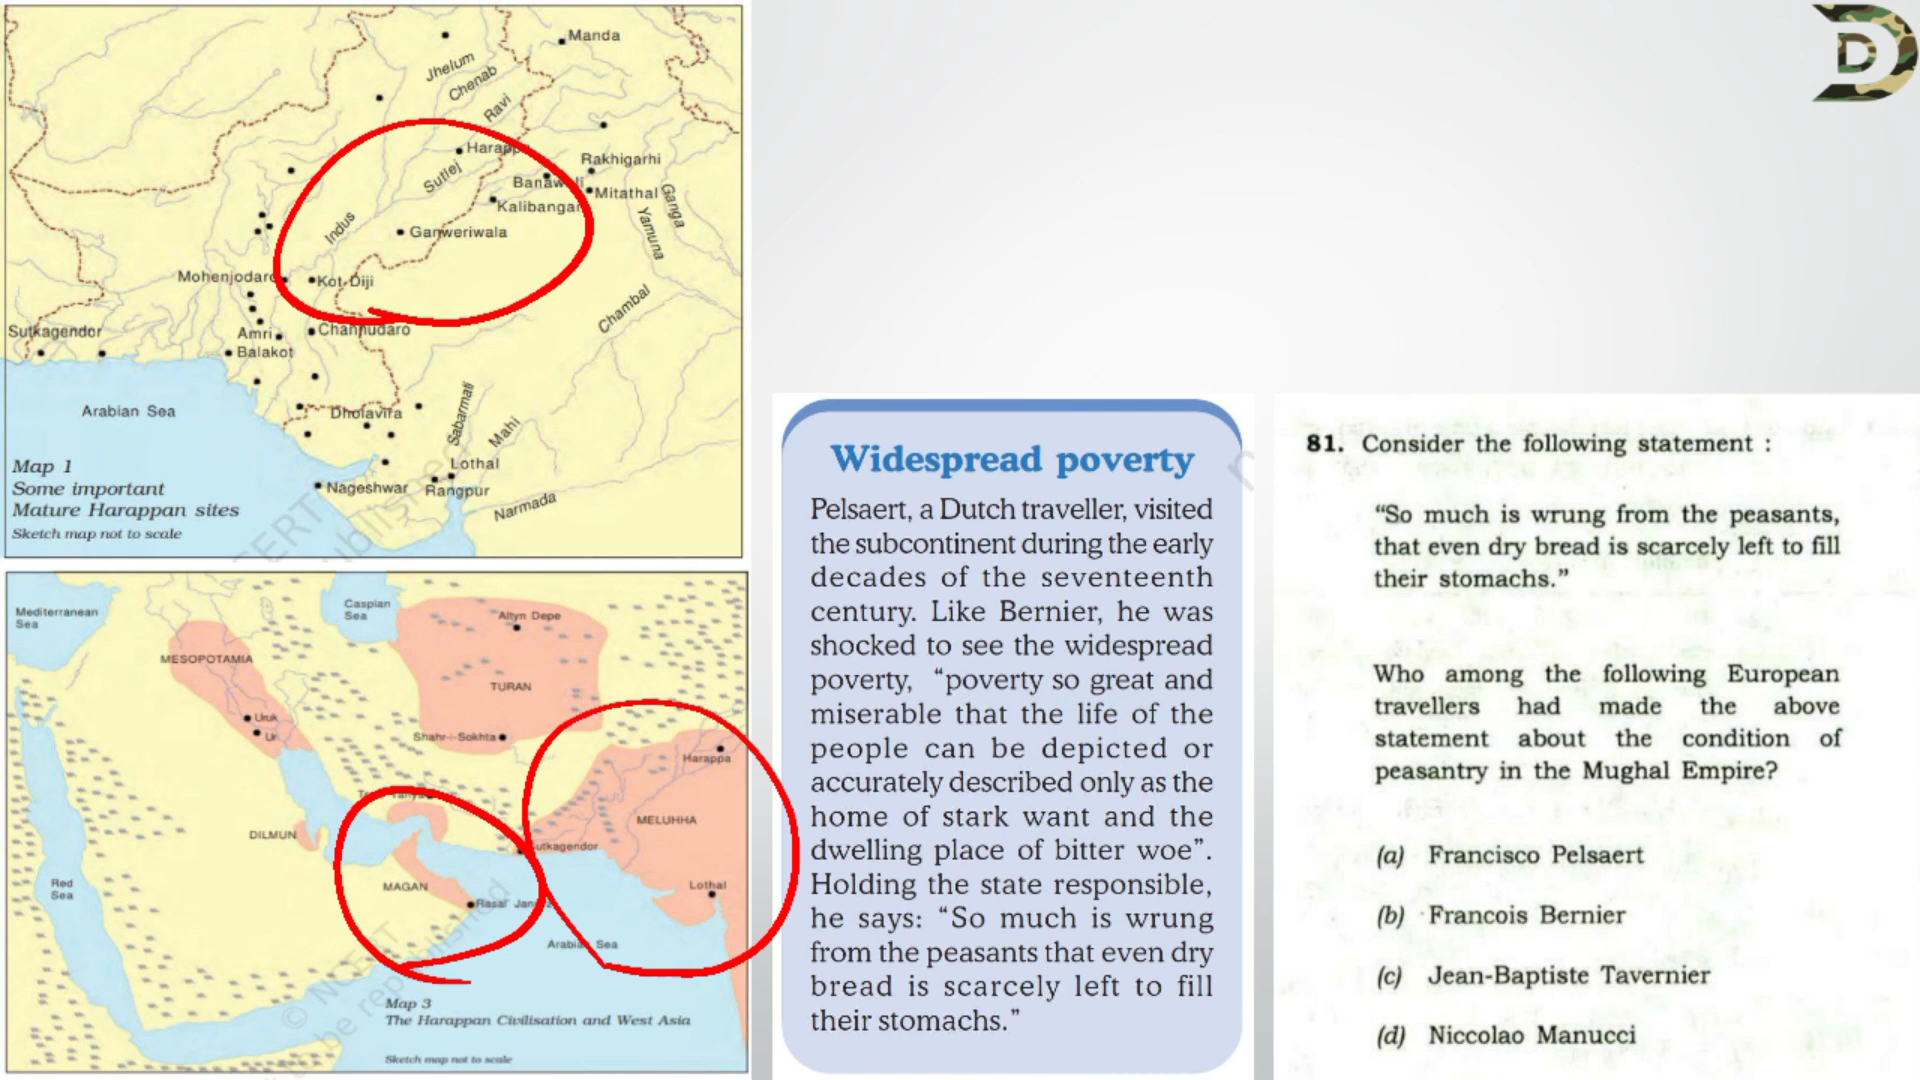 Manda
Jhelum
Chenab
Ravi
Harappa
Rakhigarhi
Sutlej
Banawali
Mitathal
Ganga
Kalibangan
Yamuna
Indus
Ganweriwala
Mohenjodaro
Kot-Diji
Chambal
Sutkagendor
Amri
Chanhudaro
Balakot
Arabian Sea
Dholavira
Sabarmati
Mahi
Lothal
Nageshwar
Rangpur
Narmada
Map 1
Some important
Mature Harappan sites
Sketch map not to scale
Mediterranean
Sea
Caspian
Sea
Altyn Depe
MESOPOTAMIA
TURAN
Uruk
Ur
Shahr-i-Sokhta
Harappa
MELUHHA
DILMUN
Sutkagendor
MAGAN
Red
Sea
Lothal
Arabian Sea
Map 3
The Harappan Civilisation and West Asia
Sketch map not to scale
© NCERT
Widespread poverty
Pelsaert, a Dutch traveller, visited
the subcontinent during the early
decades of the seventeenth
century. Like Bernier, he was
shocked to see the widespread
poverty, “poverty so great and
miserable that the life of the
people can be depicted or
accurately described only as the
home of stark want and the
dwelling place of bitter woe”.
Holding the state responsible,
he says: “So much is wrung
from the peasants that even dry
bread is scarcely left to fill
their stomachs.”
81. Consider the following statement :
“So much is wrung from the peasants,
that even dry bread is scarcely left to fill
their stomachs.”
Who among the following European
travellers had made the above
statement about the condition of
peasantry in the Mughal Empire?
(a) Francisco Pelsaert
(b) Francois Bernier
(c) Jean-Baptiste Tavernier
(d) Niccolao Manucci
D